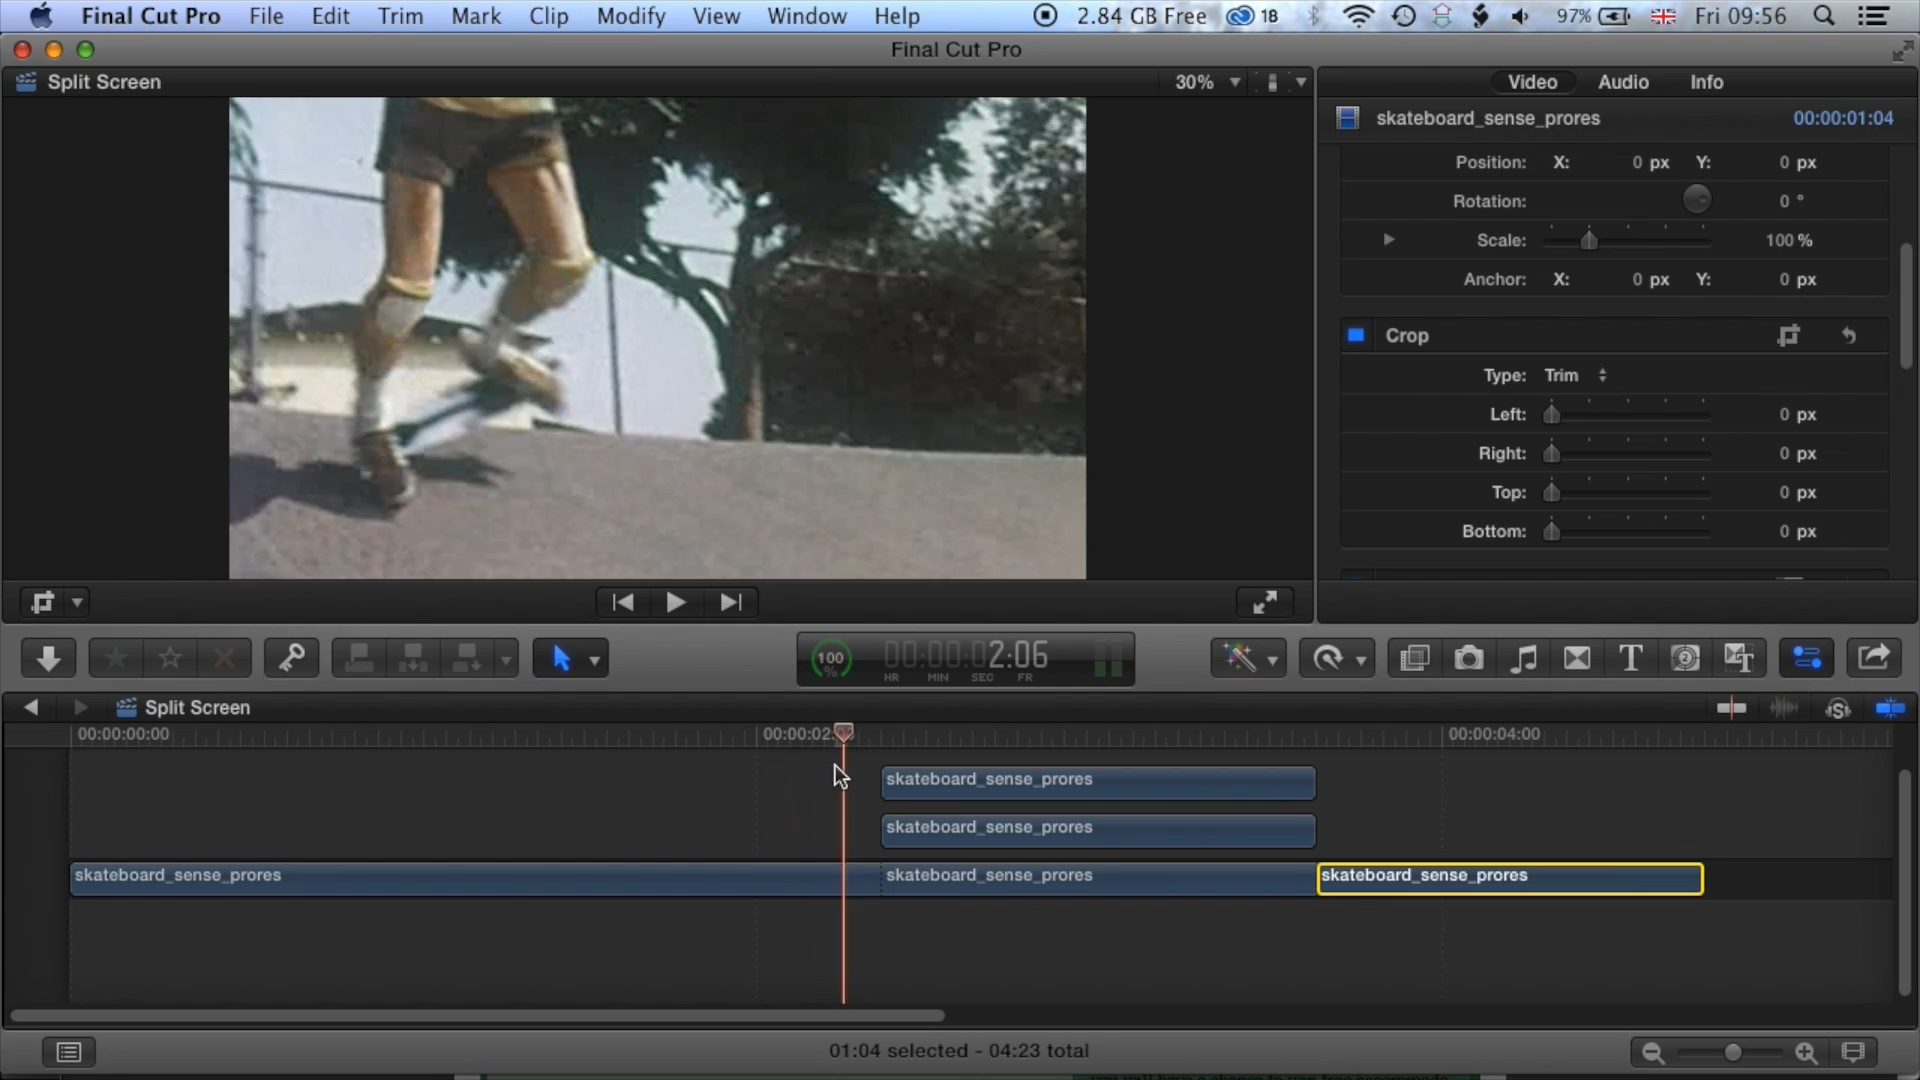 Final Cut Pro File Edit Trim Mark Clip Modify View Window Help 2.84 GB Free 18 97% Fri 09:56
Final Cut Pro
Split Screen 30% Video Audio Info
skateboard_sense_prores 00:00:01:04
Position: X: 0 px Y: 0 px
Rotation: 0 °
Scale: 100 %
Anchor: X: 0 px Y: 0 px
Crop
Type: Trim
Left: 0 px
Right: 0 px
Top: 0 px
Bottom: 0 px
100 % 00:00:02:06
HR MIN SEC FR
Split Screen
00:00:00:00 00:00:02: 00:00:04:00
skateboard_sense_prores
skateboard_sense_prores
skateboard_sense_prores skateboard_sense_prores skateboard_sense_prores
01:04 selected - 04:23 total